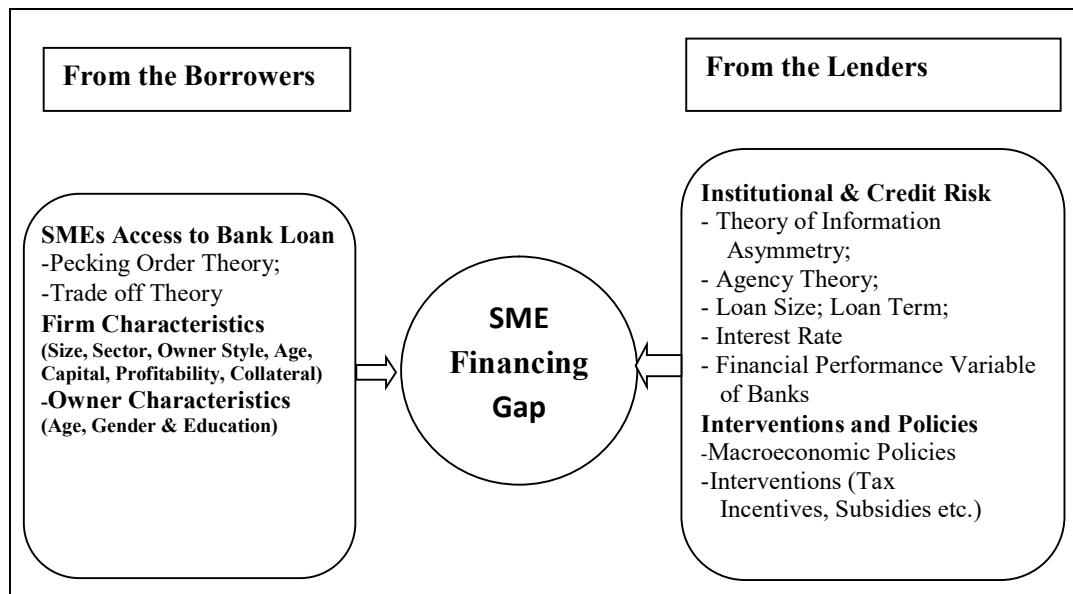 From the Borrowers
From the Lenders
SMEs Access to Bank Loan
-Pecking Order Theory;
-Trade off Theory
Firm Characteristics
(Size, Sector, Owner Style, Age,
Capital, Profitability, Collateral)
-Owner Characteristics
(Age, Gender & Education)
SME
Financing
Gap
Institutional & Credit Risk
- Theory of Information
Asymmetry;
- Agency Theory;
- Loan Size; Loan Term;
- Interest Rate
- Financial Performance Variable
of Banks
Interventions and Policies
-Macroeconomic Policies
-Interventions (Tax
Incentives, Subsidies etc.)